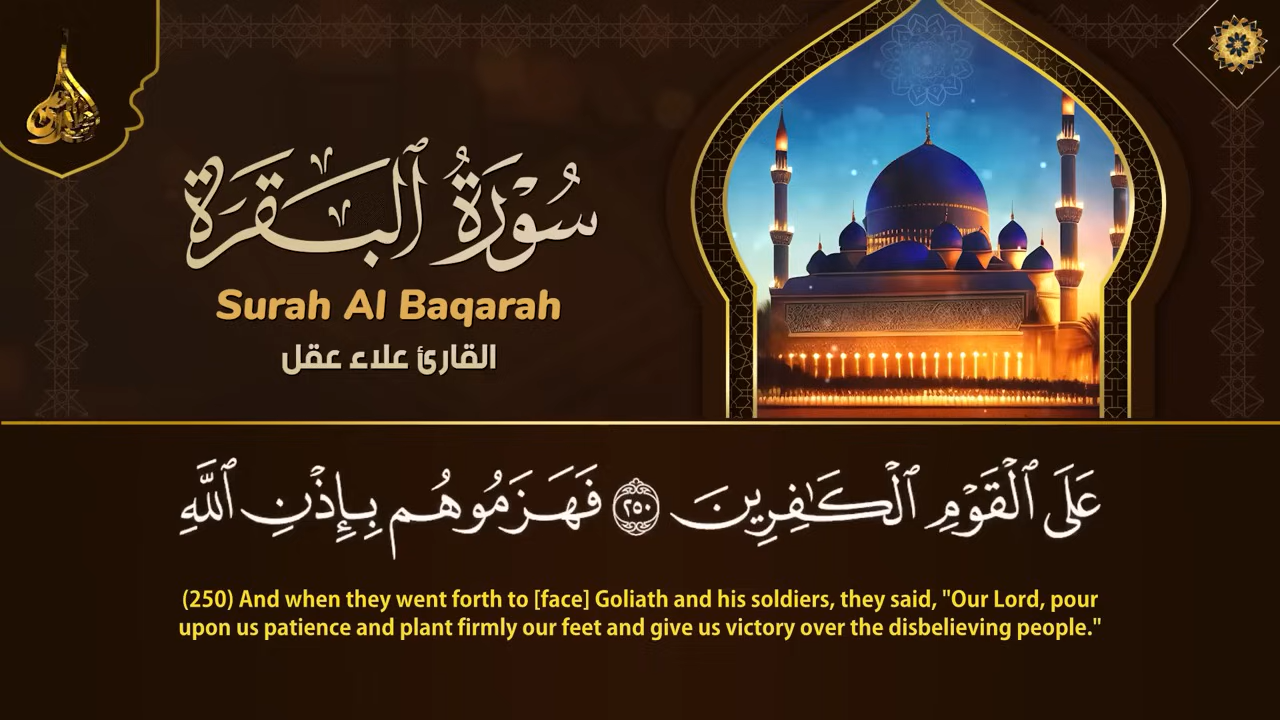 سُورَةُ ٱلْبَقَرَة
Surah Al Baqarah
القارئ علاء عقل
عَلَى ٱلْقَوْمِ ٱلْكَـٰفِرِينَ ٢٥٠ فَهَزَمُوهُم بِإِذْنِ ٱللَّهِ
(250) And when they went forth to [face] Goliath and his soldiers, they said, "Our Lord, pour
upon us patience and plant firmly our feet and give us victory over the disbelieving people."